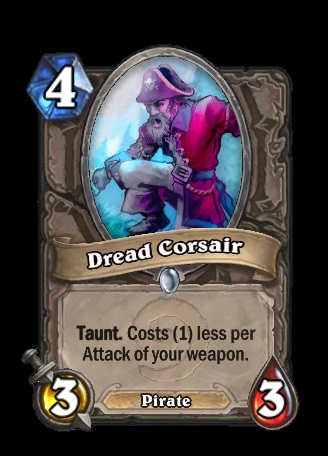 4
Dread Corsair
Taunt. Costs (1) less per
Attack of your weapon.
3
Pirate
3